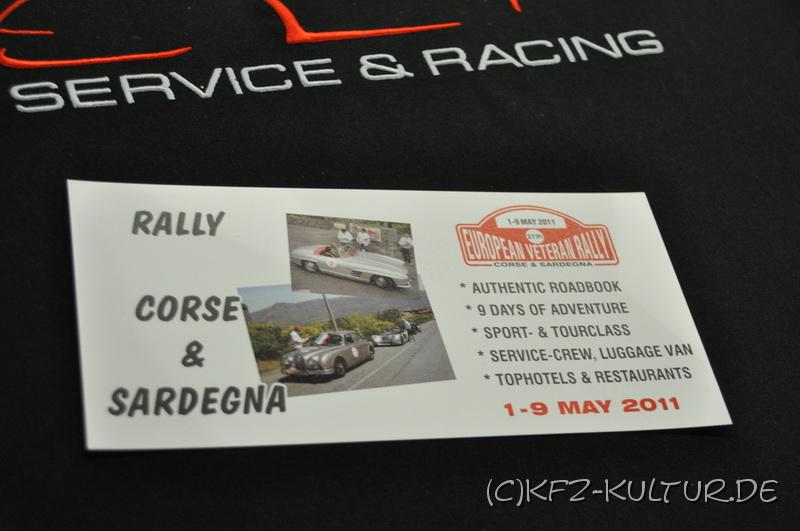 SERVICE & RACING
RALLY
CORSE
&
SARDEGNA
1-9 MAY 2011
21th
EUROPEAN VETERAN RALLY
CORSE & SARDEGNA
* AUTHENTIC ROADBOOK
* 9 DAYS OF ADVENTURE
* SPORT- & TOURCLASS
* SERVICE-CREW, LUGGAGE VAN
* TOPHOTELS & RESTAURANTS
1-9 MAY 2011
(C)KFZ-KULTUR.DE